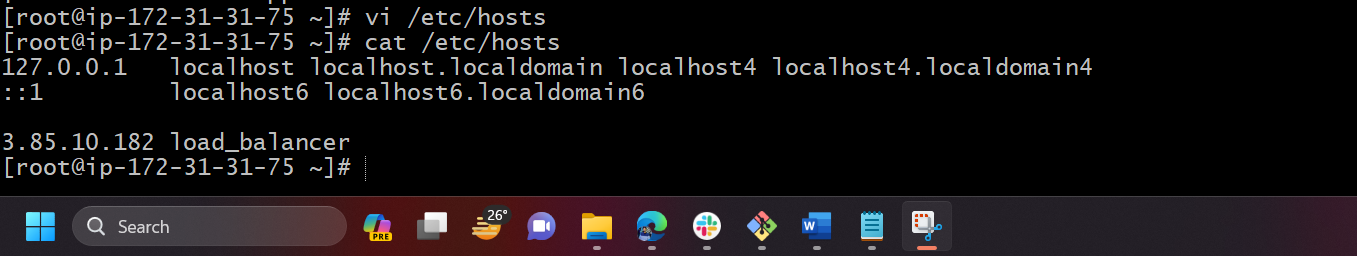 [root@ip-172-31-31-75 ~]# vi /etc/hosts
[root@ip-172-31-31-75 ~]# cat /etc/hosts
127.0.0.1   localhost localhost.localdomain localhost4 localhost4.localdomain4
::1         localhost6 localhost6.localdomain6

3.85.10.182 load_balancer
[root@ip-172-31-31-75 ~]#
Search
PRE
26°
W